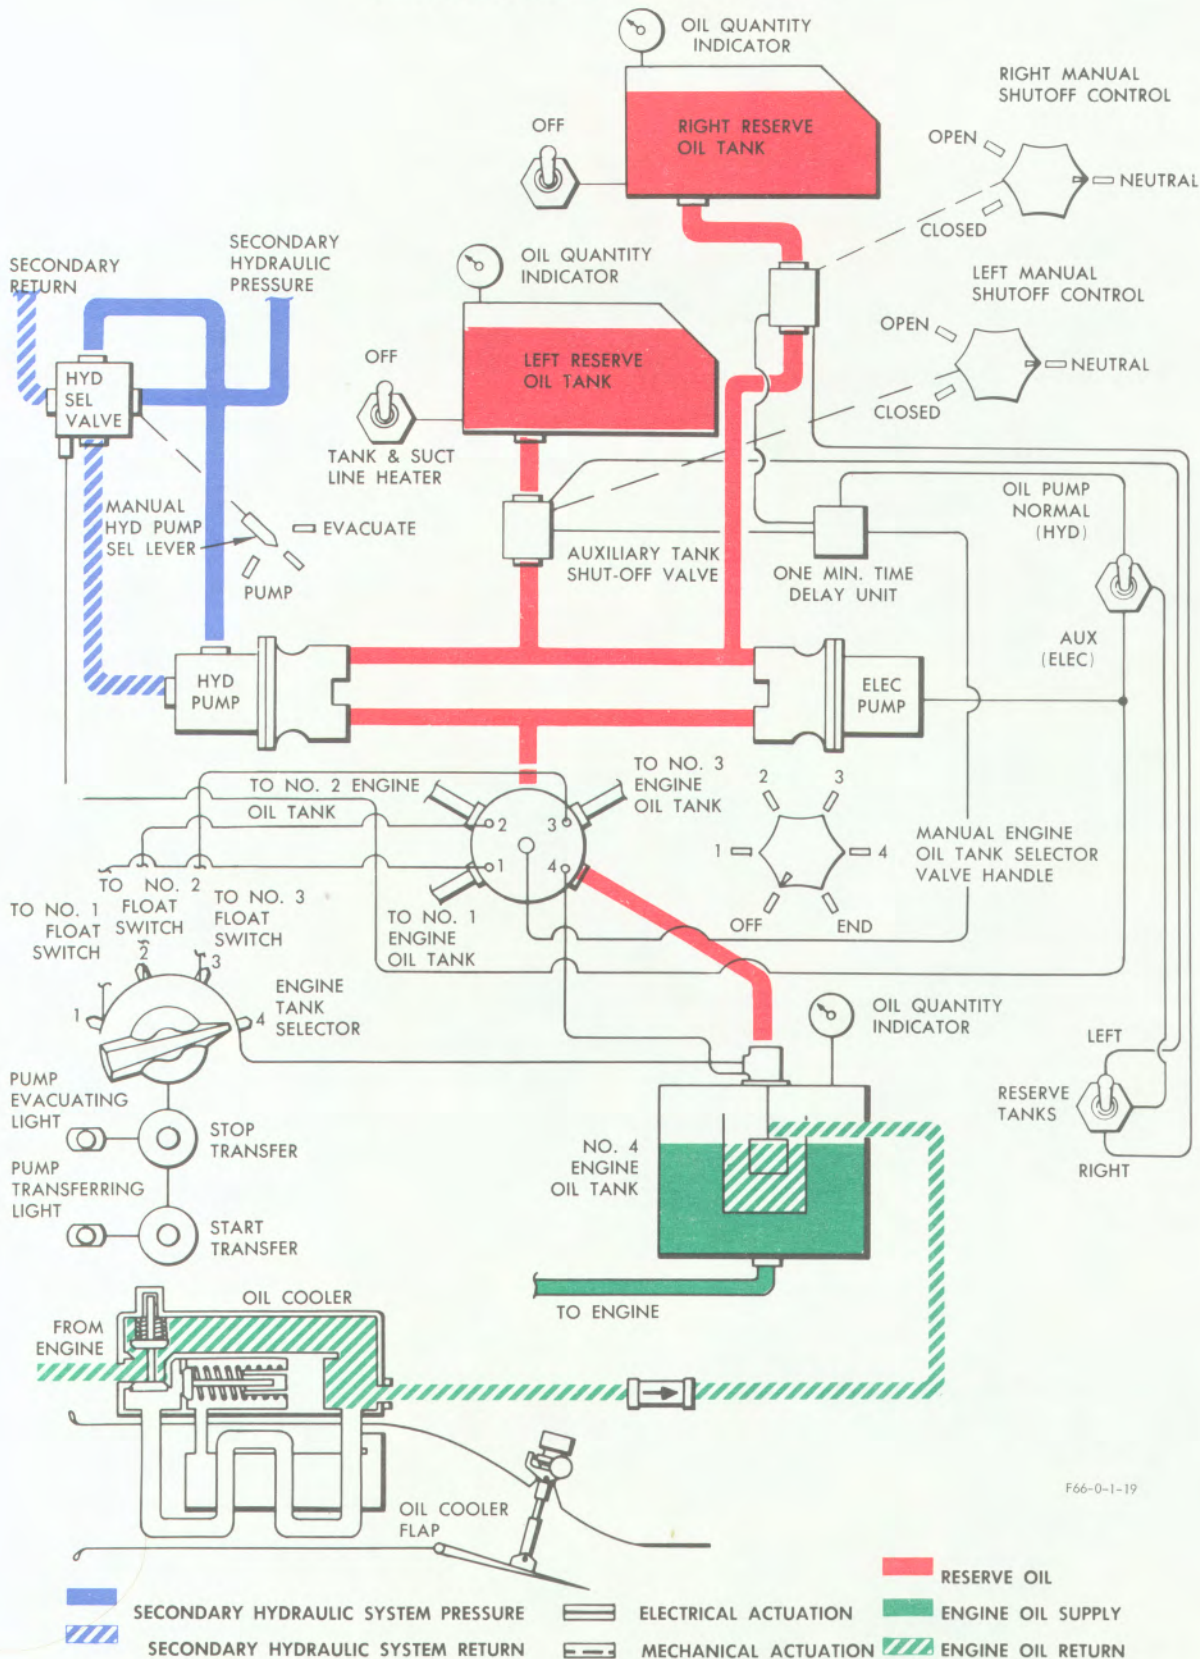 OIL QUANTITY
INDICATOR
RIGHT MANUAL
SHUTOFF CONTROL
OFF
RIGHT RESERVE
OIL TANK
OPEN
NEUTRAL
CLOSED
SECONDARY
RETURN
SECONDARY
HYDRAULIC
PRESSURE
OIL QUANTITY
INDICATOR
LEFT MANUAL
SHUTOFF CONTROL
OPEN
NEUTRAL
CLOSED
HYD
SEL
VALVE
OFF
LEFT RESERVE
OIL TANK
TANK & SUCT
LINE HEATER
MANUAL
HYD PUMP
SEL LEVER
EVACUATE
PUMP
AUXILIARY TANK
SHUT-OFF VALVE
ONE MIN. TIME
DELAY UNIT
OIL PUMP
NORMAL
(HYD)
AUX
(ELEC)
HYD
PUMP
ELEC
PUMP
TO NO. 2 ENGINE
OIL TANK
TO NO. 3
ENGINE
OIL TANK
2
3
1
4
2
3
1
4
OFF
END
MANUAL ENGINE
OIL TANK SELECTOR
VALVE HANDLE
TO NO. 1
FLOAT
SWITCH
TO NO. 2
FLOAT
SWITCH
TO NO. 3
FLOAT
SWITCH
TO NO. 1
ENGINE
OIL TANK
1
2
3
4
ENGINE
TANK
SELECTOR
OIL QUANTITY
INDICATOR
LEFT
RESERVE
TANKS
RIGHT
PUMP
EVACUATING
LIGHT
STOP
TRANSFER
PUMP
TRANSFERRING
LIGHT
START
TRANSFER
NO. 4
ENGINE
OIL TANK
TO ENGINE
OIL COOLER
FROM
ENGINE
OIL COOLER
FLAP
F66-0-1-19
SECONDARY HYDRAULIC SYSTEM PRESSURE
SECONDARY HYDRAULIC SYSTEM RETURN
ELECTRICAL ACTUATION
MECHANICAL ACTUATION
RESERVE OIL
ENGINE OIL SUPPLY
ENGINE OIL RETURN